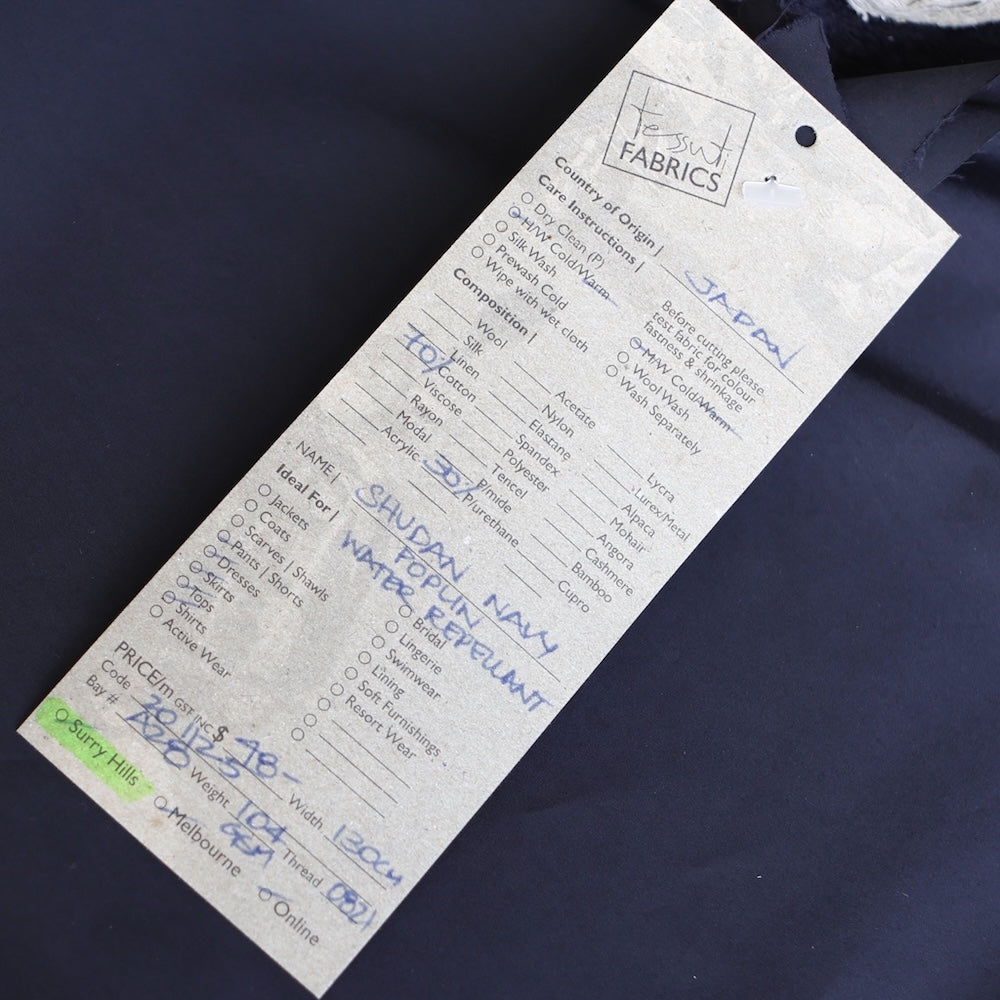 tessuti
FABRICS
Country of Origin | JAPAN
Care Instructions |
Dry Clean (P)
H/W Cold/Warm
Silk Wash
Prewash Cold
Wipe with wet cloth
Before cutting please
test fabric for colour
fastness & shrinkage
M/W Cold/Warm
Wool Wash
Wash Separately
Composition |
Wool
Silk
Linen
70% Cotton
Viscose
Rayon
Modal
Acrylic
Acetate
Nylon
Elastane
Spandex
Polyester
Tencel
30% P/mide
P/urethane
Lycra
Lurex/Metal
Alpaca
Mohair
Angora
Cashmere
Bamboo
Cupro
NAME | SHUDAN NAVY
POPLIN
WATER REPELLANT
Ideal For |
Jackets
Coats
Scarves | Shawls
Pants | Shorts
Dresses
Skirts
Tops
Shirts
Active Wear
Bridal
Lingerie
Swimwear
Lining
Soft Furnishings
Resort Wear
PRICE/m GST INC $ 48-
Code 201125
Bay # A28
Width 130cm
Weight 104
GSM
Thread 0821
Surry Hills
Melbourne
Online